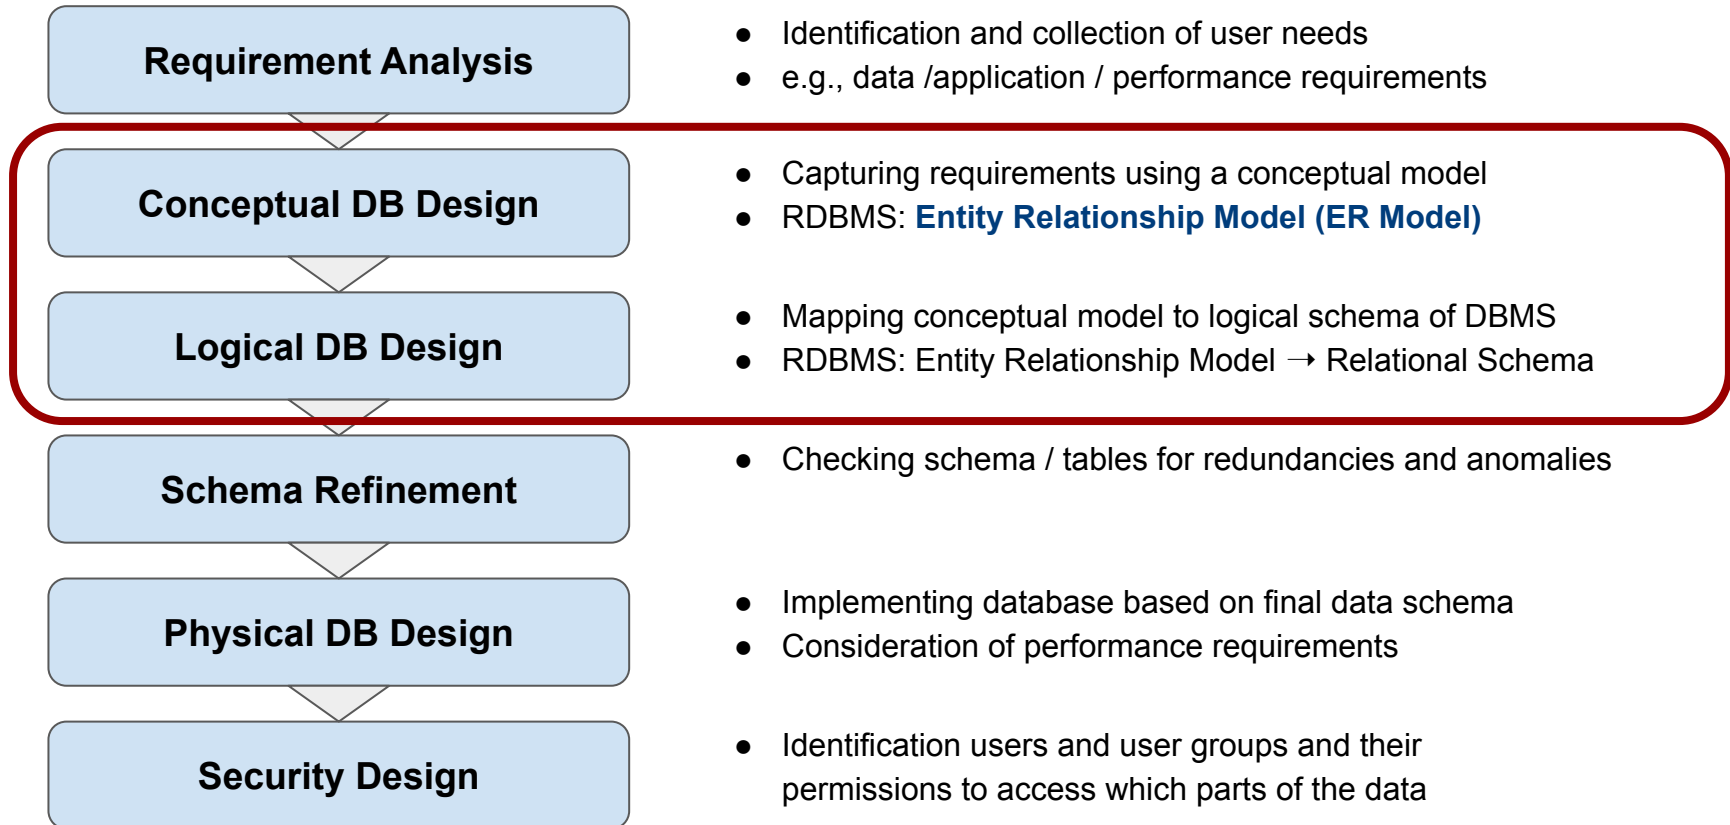 Requirement Analysis
● Identification and collection of user needs
● e.g., data /application / performance requirements
Conceptual DB Design
● Capturing requirements using a conceptual model
● RDBMS: Entity Relationship Model (ER Model)
Logical DB Design
● Mapping conceptual model to logical schema of DBMS
● RDBMS: Entity Relationship Model → Relational Schema
Schema Refinement
● Checking schema / tables for redundancies and anomalies
Physical DB Design
● Implementing database based on final data schema
● Consideration of performance requirements
Security Design
● Identification users and user groups and their
permissions to access which parts of the data